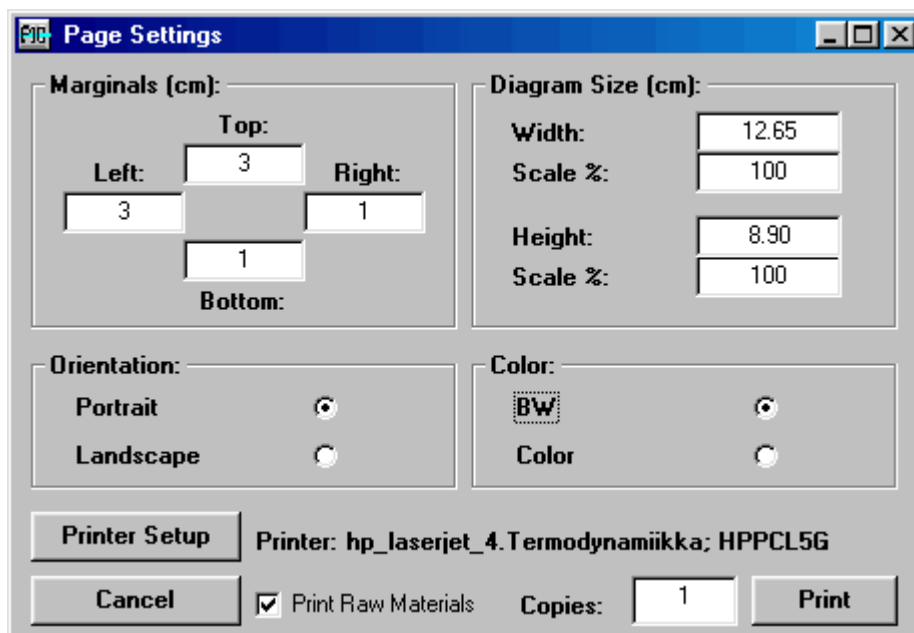 PIC Page Settings
Marginals (cm):
Top:
3
Left:
3
Right:
1
1
Bottom:
Diagram Size (cm):
Width: 12.65
Scale %: 100
Height: 8.90
Scale %: 100
Orientation:
Portrait
Landscape
Color:
BW
Color
Printer Setup Printer: hp_laserjet_4.Termodynamiikka; HPPCL5G
Cancel Print Raw Materials Copies: 1 Print